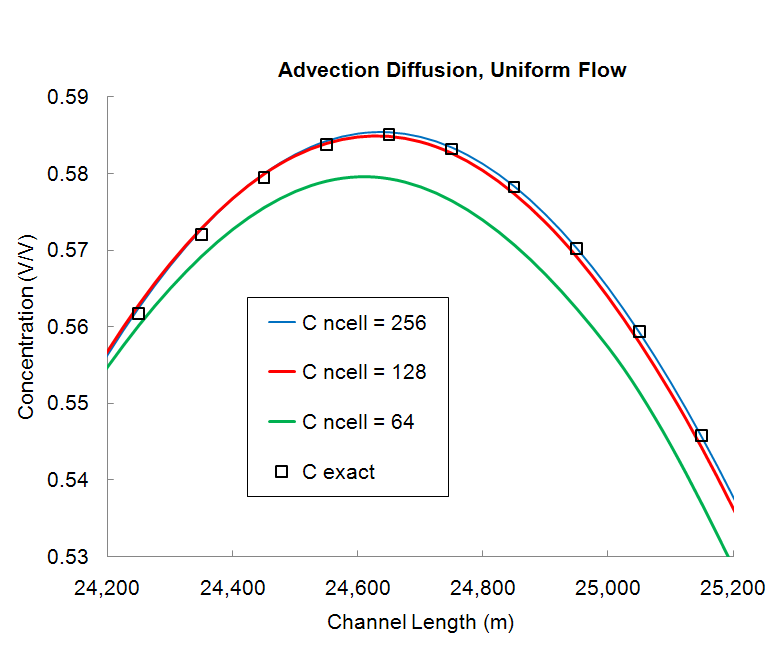 Advection Diffusion, Uniform Flow
0.59
0.58
0.57
0.56
0.55
0.54
0.53
Concentration (V/V)
C ncell = 256
C ncell = 128
C ncell = 64
C exact
24,200 24,400 24,600 24,800 25,000 25,200
Channel Length (m)